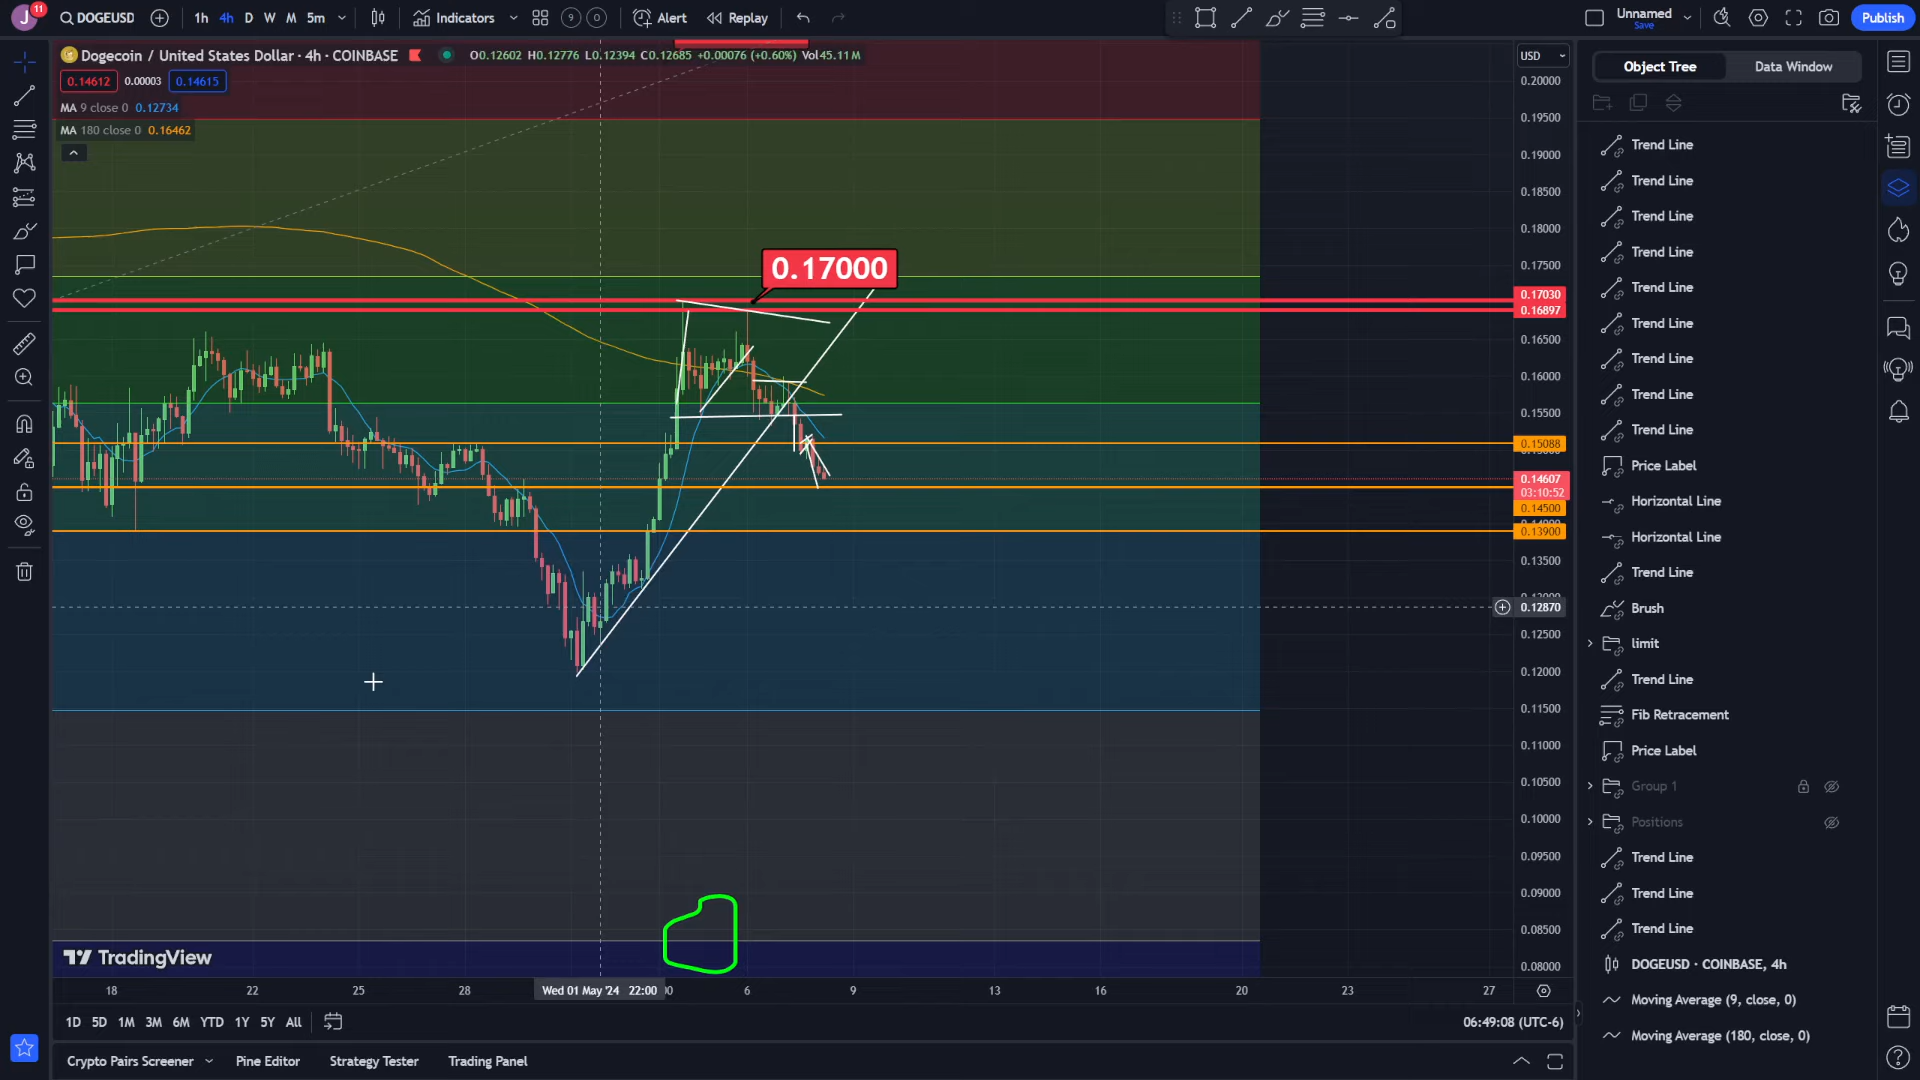 J 11 DOGEUSD 1h 4h D W M 5m Indicators 9 Alert Replay Unnamed Save Publish
Dogecoin / United States Dollar · 4h · COINBASE O0.12602 H0.12776 L0.12394 C0.12685 +0.00076 (+0.60%) Vol45.11 M
0.14612 0.00003 0.14615
MA 9 close 0 0.12734
MA 180 close 0 0.16462
USD
0.20000
0.19500
0.19000
0.18500
0.18000
0.17500
0.17000
0.17030
0.16897
0.16500
0.16000
0.15500
0.15088
0.14607
03:10:52
0.14500
0.13900
0.13500
0.12870
0.12500
0.12000
0.11500
0.11000
0.10500
0.10000
0.09500
0.09000
0.08500
0.08000
TradingView
18 22 25 28 Wed 01 May '24 22:00 6 9 13 16 20 23 27
1D 5D 1M 3M 6M YTD 1Y 5Y All 06:49:08 (UTC-6)
Crypto Pairs Screener Pine Editor Strategy Tester Trading Panel
Object Tree Data Window
Trend Line
Trend Line
Trend Line
Trend Line
Trend Line
Trend Line
Trend Line
Trend Line
Trend Line
Price Label
Horizontal Line
Horizontal Line
Trend Line
Brush
limit
Trend Line
Fib Retracement
Price Label
Group 1
Positions
Trend Line
Trend Line
Trend Line
DOGEUSD · COINBASE, 4h
Moving Average (9, close, 0)
Moving Average (180, close, 0)